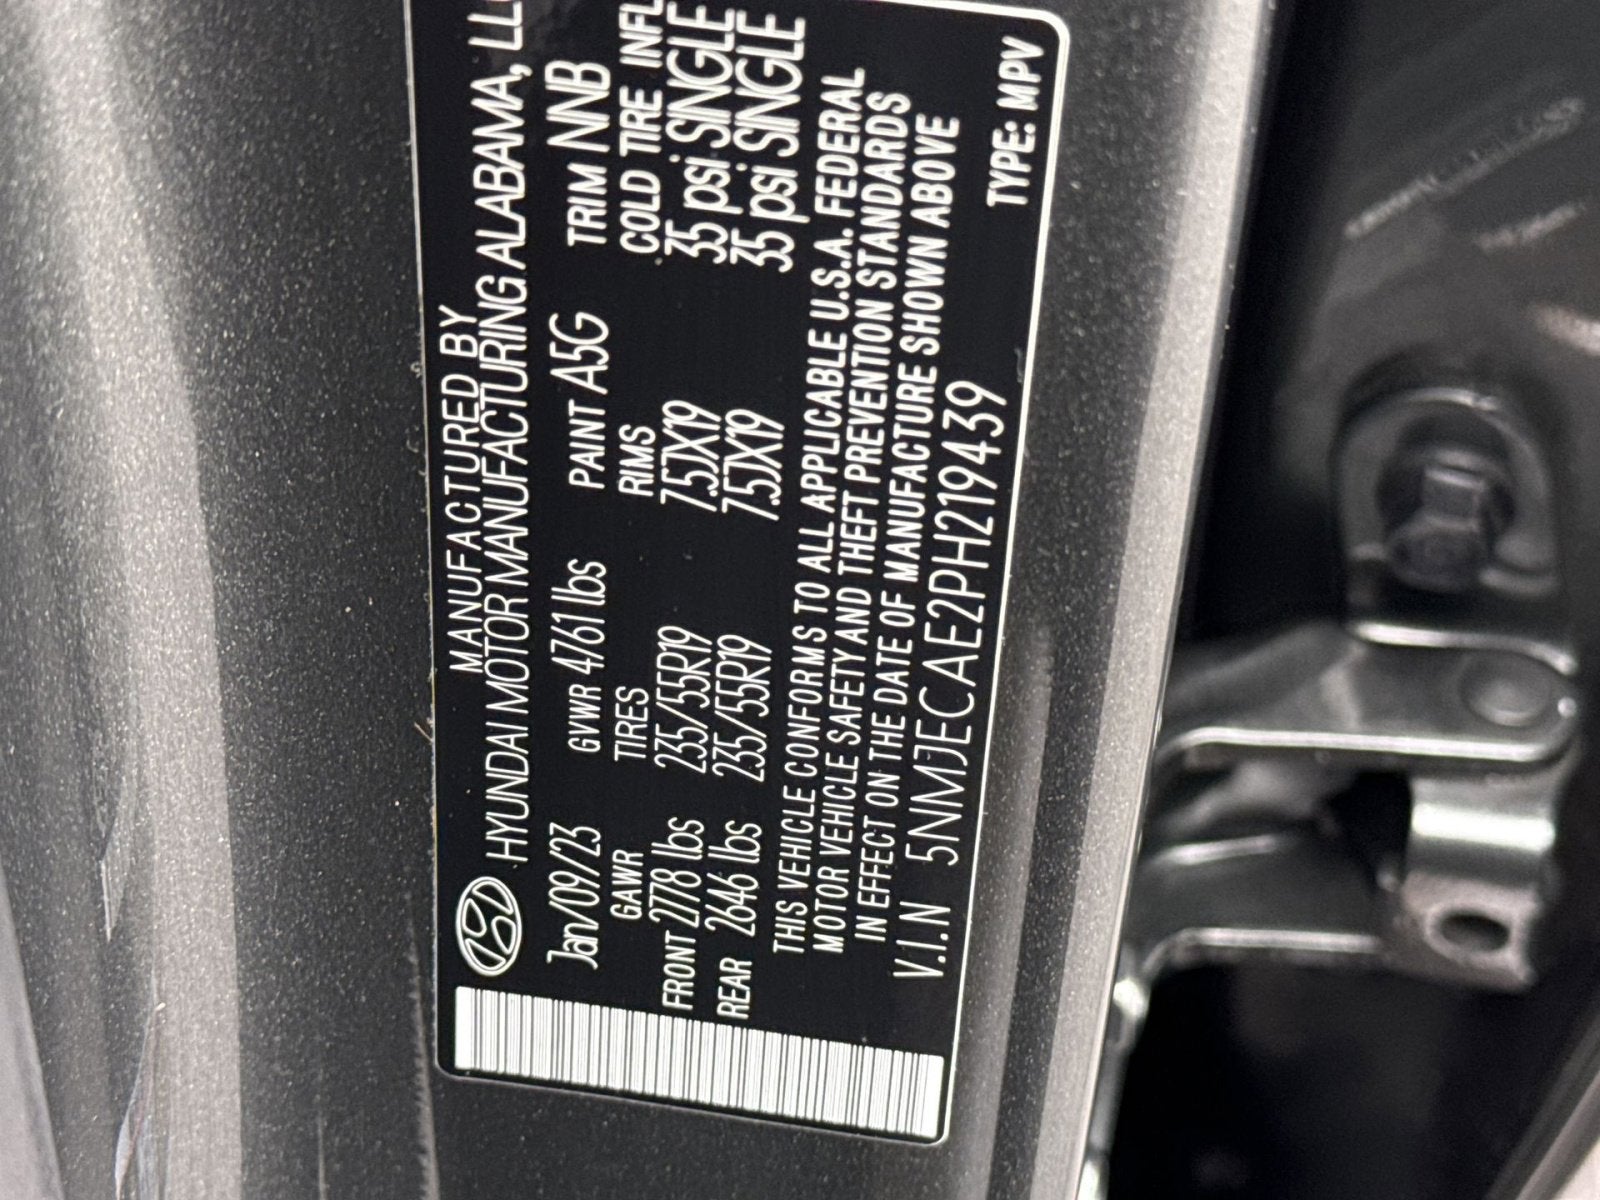 MANUFACTURED BY
HYUNDAI MOTOR MANUFACTURING ALABAMA, LL
Jan/09/23 GVWR 4761 lbs PAINT A5G TRIM NNB
GAWR TIRES RIMS COLD TIRE INFL
FRONT 2778 lbs 235/55R19 7.5JX19 35 psi SINGLE
REAR 2646 lbs 235/55R19 7.5JX19 35 psi SINGLE
THIS VEHICLE CONFORMS TO ALL APPLICABLE U.S.A. FEDERAL
MOTOR VEHICLE SAFETY AND THEFT PREVENTION STANDARDS
IN EFFECT ON THE DATE OF MANUFACTURE SHOWN ABOVE
V.I.N 5NMJECAE2PH219439 TYPE: MPV